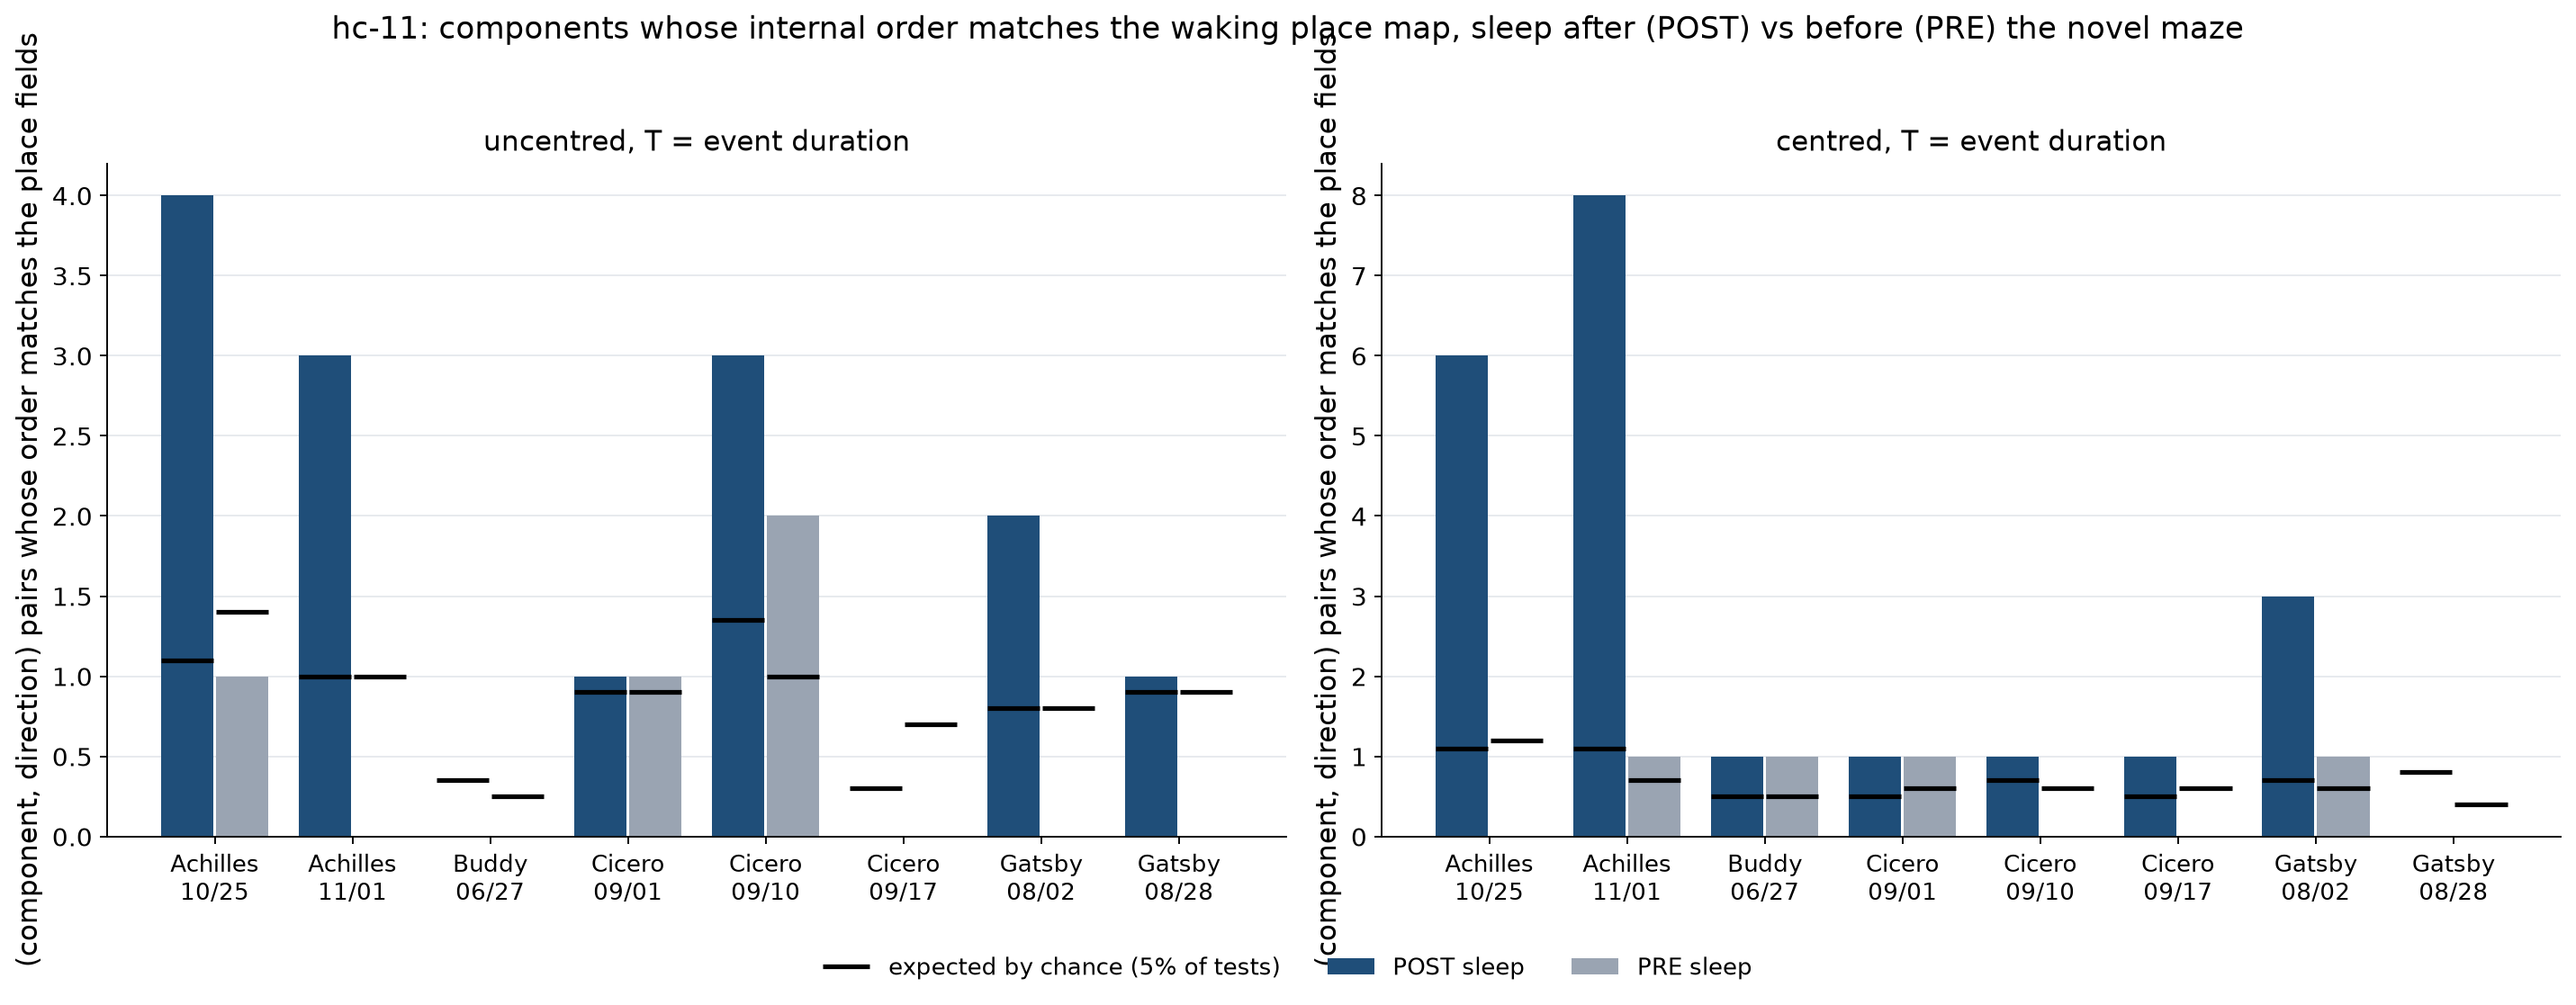 hc-11: components whose internal order matches the waking place map, sleep after (POST) vs before (PRE) the novel maze
uncentred, T = event duration
(component, direction) pairs whose order matches the place fields
4.0
3.5
3.0
2.5
2.0
1.5
1.0
0.5
0.0
Achilles
10/25
Achilles
11/01
Buddy
06/27
Cicero
09/01
Cicero
09/10
Cicero
09/17
Gatsby
08/02
Gatsby
08/28
centred, T = event duration
(component, direction) pairs whose order matches the place fields
8
7
6
5
4
3
2
1
0
Achilles
10/25
Achilles
11/01
Buddy
06/27
Cicero
09/01
Cicero
09/10
Cicero
09/17
Gatsby
08/02
Gatsby
08/28
expected by chance (5% of tests)
POST sleep
PRE sleep